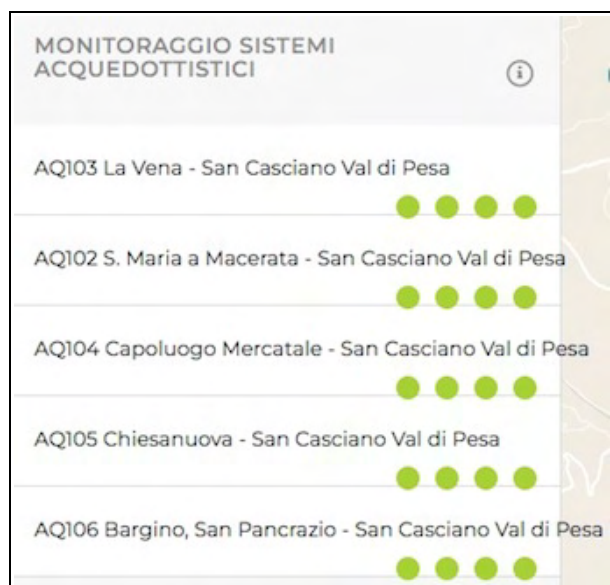 MONITORAGGIO SISTEMI
ACQUEDOTTISTICI
AQ103 La Vena - San Casciano Val di Pesa
AQ102 S. Maria a Macerata - San Casciano Val di Pesa
AQ104 Capoluogo Mercatale - San Casciano Val di Pesa
AQ105 Chiesanuova - San Casciano Val di Pesa
AQ106 Bargino, San Pancrazio - San Casciano Val di Pesa